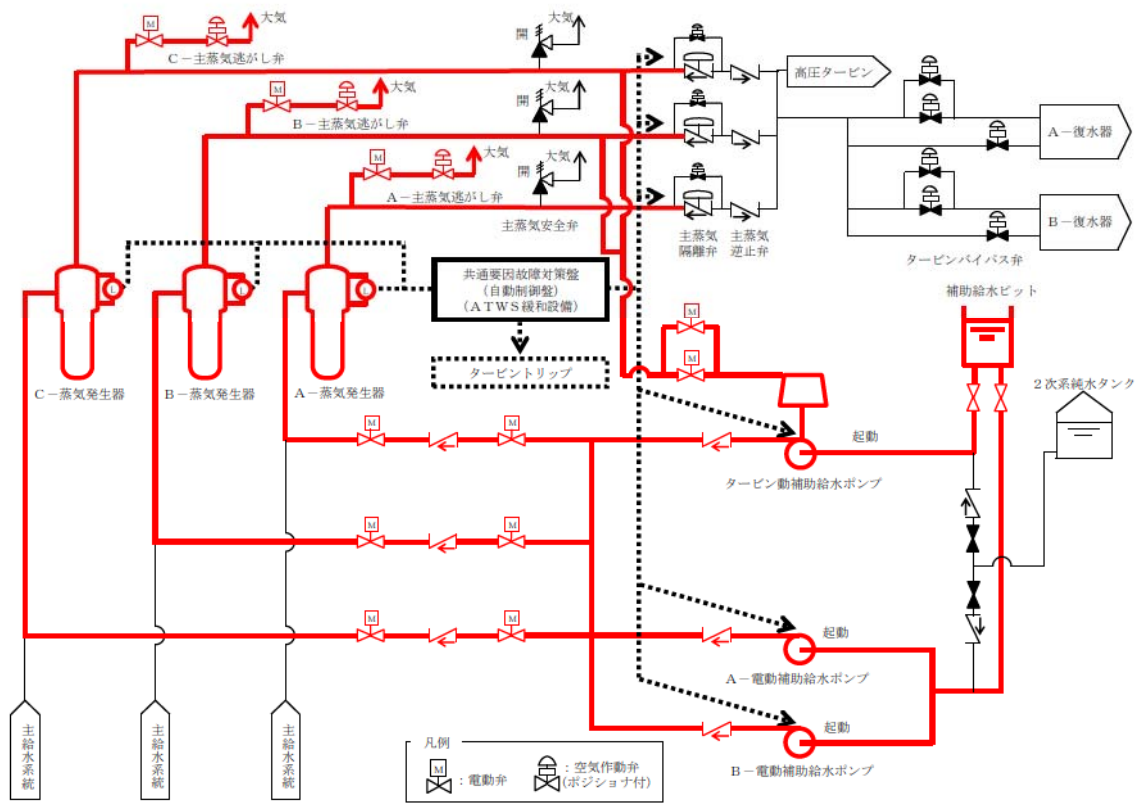 M
大気
C－主蒸気逃がし弁
開
大気
高圧タービン
M
大気
B－主蒸気逃がし弁
開
大気
A－復水器
M
大気
A－主蒸気逃がし弁
開
大気
主蒸気安全弁
主蒸気
隔離弁
主蒸気
逆止弁
B－復水器
タービンバイパス弁
L
L
L
共通要因故障対策盤
(自動制御盤)
(ＡＴＷＳ緩和設備)
タービントリップ
補助給水ピット
M
M
2次系純水タンク
C－蒸気発生器
B－蒸気発生器
A－蒸気発生器
M
M
起動
タービン動補助給水ポンプ
M
M
M
M
起動
A－電動補助給水ポンプ
起動
B－電動補助給水ポンプ
主給水系統
主給水系統
主給水系統
凡例
M
：電動弁
：空気作動弁
(ポジショナ付)